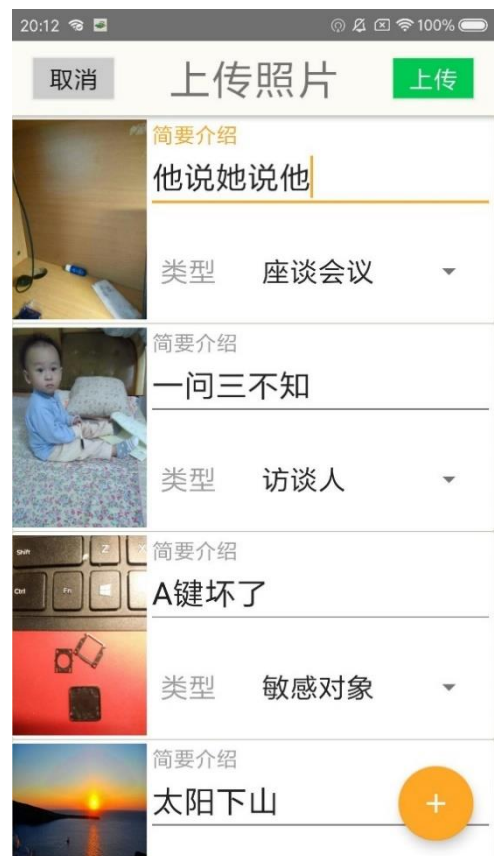 20:12 100%
取消 上传照片 上传
简要介绍
他说她说他
类型 座谈会议
简要介绍
一问三不知
类型 访谈人
Shift Z X
Ctrl Fn
简要介绍
A键坏了
类型 敏感对象
简要介绍
太阳下山
+